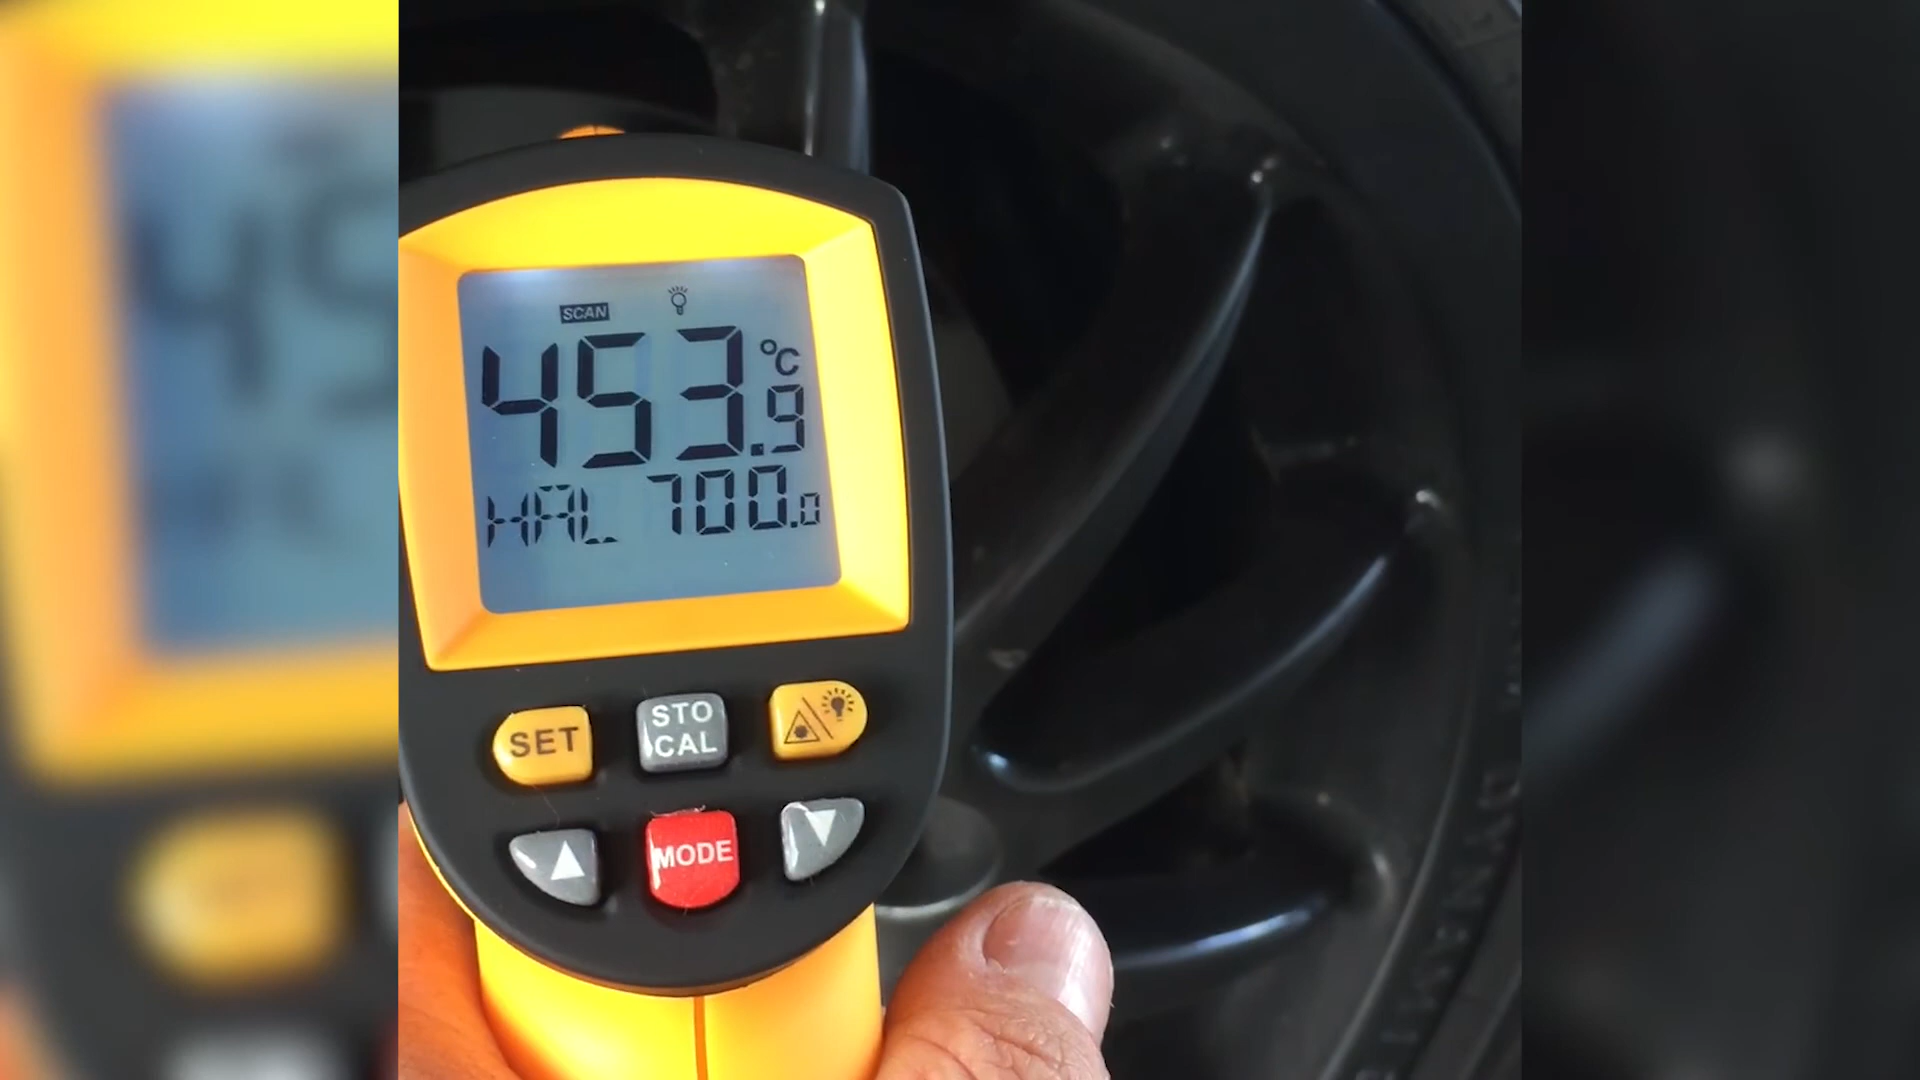 SCAN
453.9 °C
HAL 700.0
SET
STO CAL
MODE